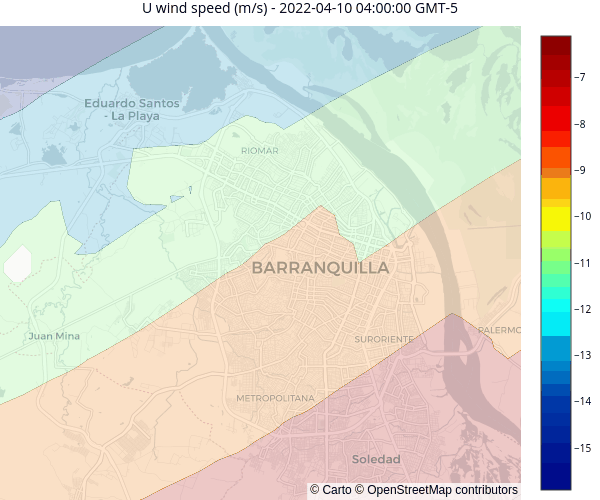 U wind speed (m/s) - 2022-04-10 04:00:00 GMT-5
Eduardo Santos
- La Playa
RIOMAR
BARRANQUILLA
Juan Mina
SURORIENTE
PALERMO
METROPOLITANA
Soledad
© Carto © OpenStreetMap contributors
−7
−8
−9
−10
−11
−12
−13
−14
−15